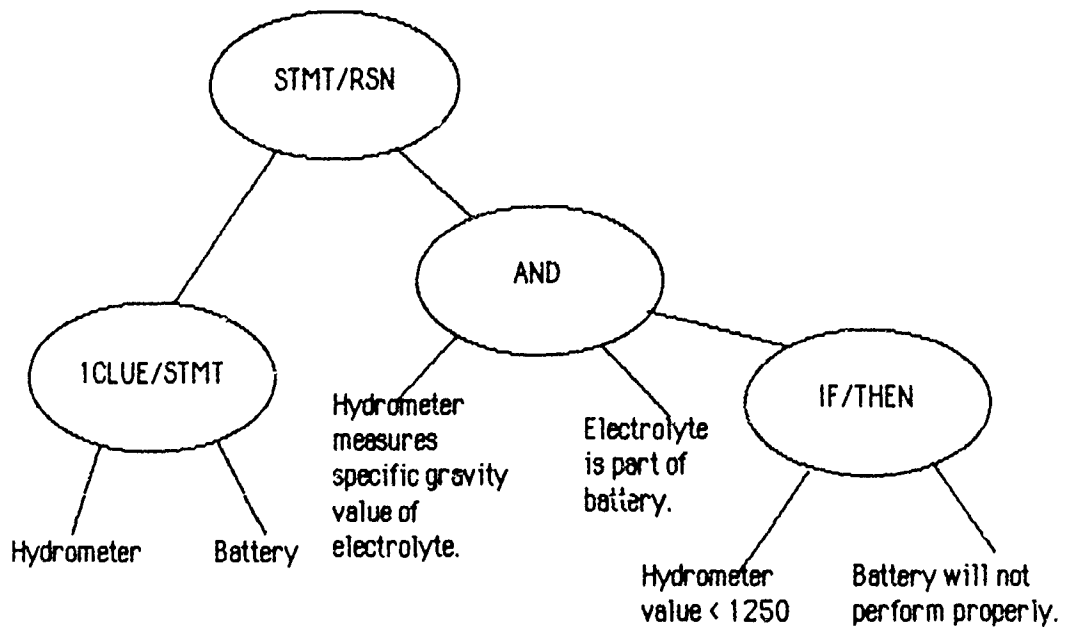 STMT/RSN
AND
1CLUE/STMT
IF/THEN
Hydrometer
measures
specific gravity
value of
electrolyte.
Electrolyte
is part of
battery.
Hydrometer
Battery
Hydrometer
value < 1250
Battery will not
perform properly.